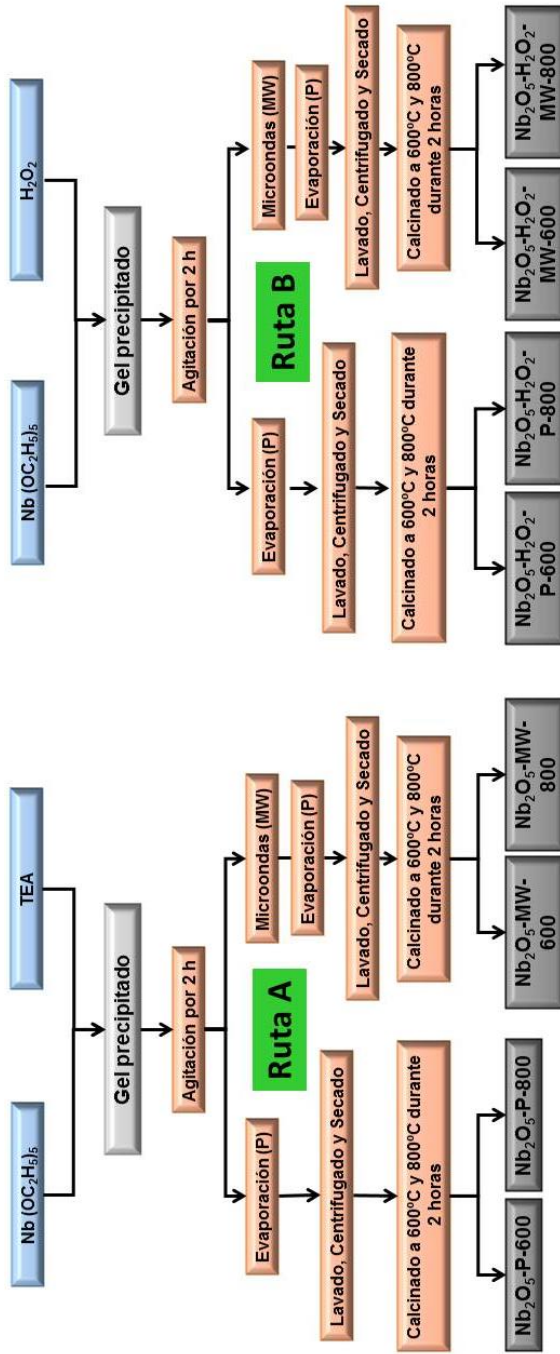 Nb (OC₂H₅)₅
TEA
Gel precipitado
Agitación por 2 h
Ruta A
Evaporación (P)
Lavado, Centrifugado y Secado
Calcinado a 600ºC y 800ºC durante
2 horas
Nb₂O₅-P-600
Nb₂O₅-P-800
Microondas (MW)
Evaporación (P)
Lavado, Centrifugado y Secado
Calcinado a 600ºC y 800ºC
durante 2 horas
Nb₂O₅-MW-
600
Nb₂O₅-MW-
800
Nb (OC₂H₅)₅
H₂O₂
Gel precipitado
Agitación por 2 h
Ruta B
Evaporación (P)
Lavado, Centrifugado y Secado
Calcinado a 600ºC y 800ºC durante
2 horas
Nb₂O₅-H₂O₂-
P-600
Nb₂O₅-H₂O₂-
P-800
Microondas (MW)
Evaporación (P)
Lavado, Centrifugado y Secado
Calcinado a 600ºC y 800ºC
durante 2 horas
Nb₂O₅-H₂O₂-
MW-600
Nb₂O₅-H₂O₂-
MW-800